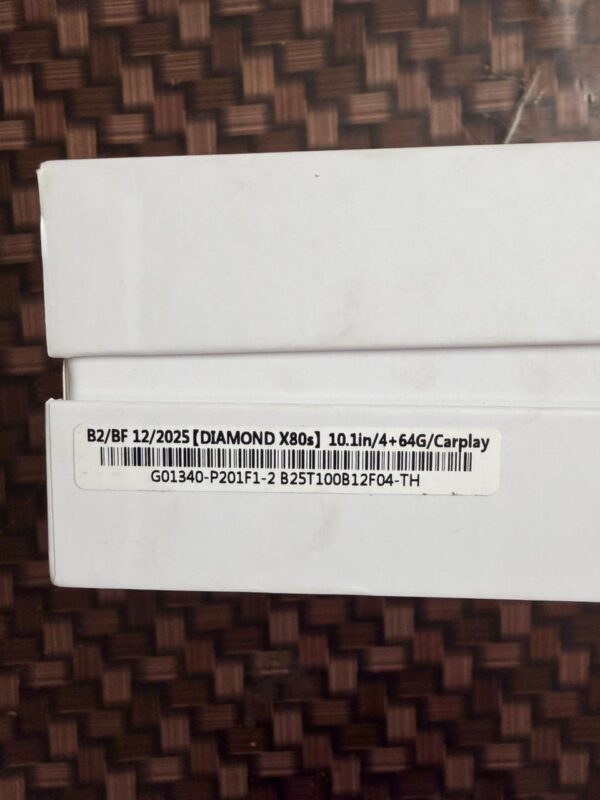 B2/BF 12/2025【DIAMOND X80s】 10.1in/4+64G/Carplay
G01340-P201F1-2 B25T100B12F04-TH